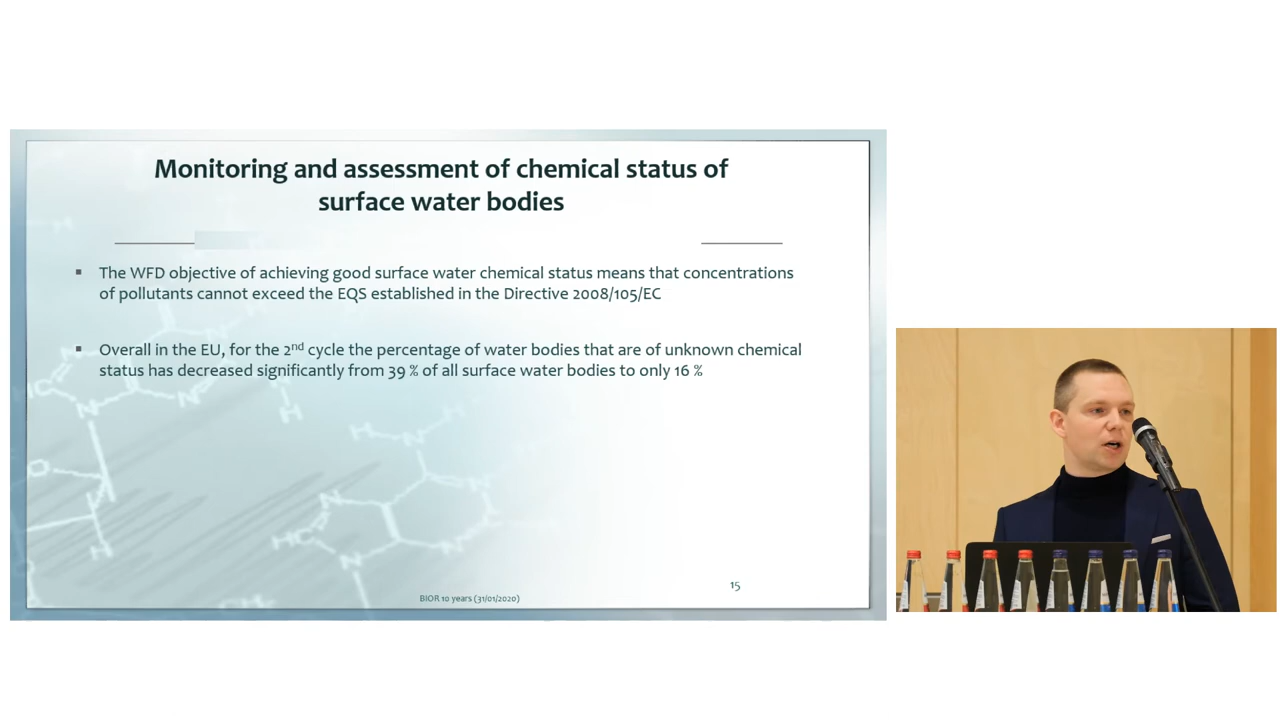 Monitoring and assessment of chemical status of
surface water bodies
▪ The WFD objective of achieving good surface water chemical status means that concentrations
of pollutants cannot exceed the EQS established in the Directive 2008/105/EC
▪ Overall in the EU, for the 2nd cycle the percentage of water bodies that are of unknown chemical
status has decreased significantly from 39 % of all surface water bodies to only 16 %
HC
N
N
H
H
N
O
N
H
H
N
N
HC
N
N
H
15
BIOR 10 years (31/01/2020)